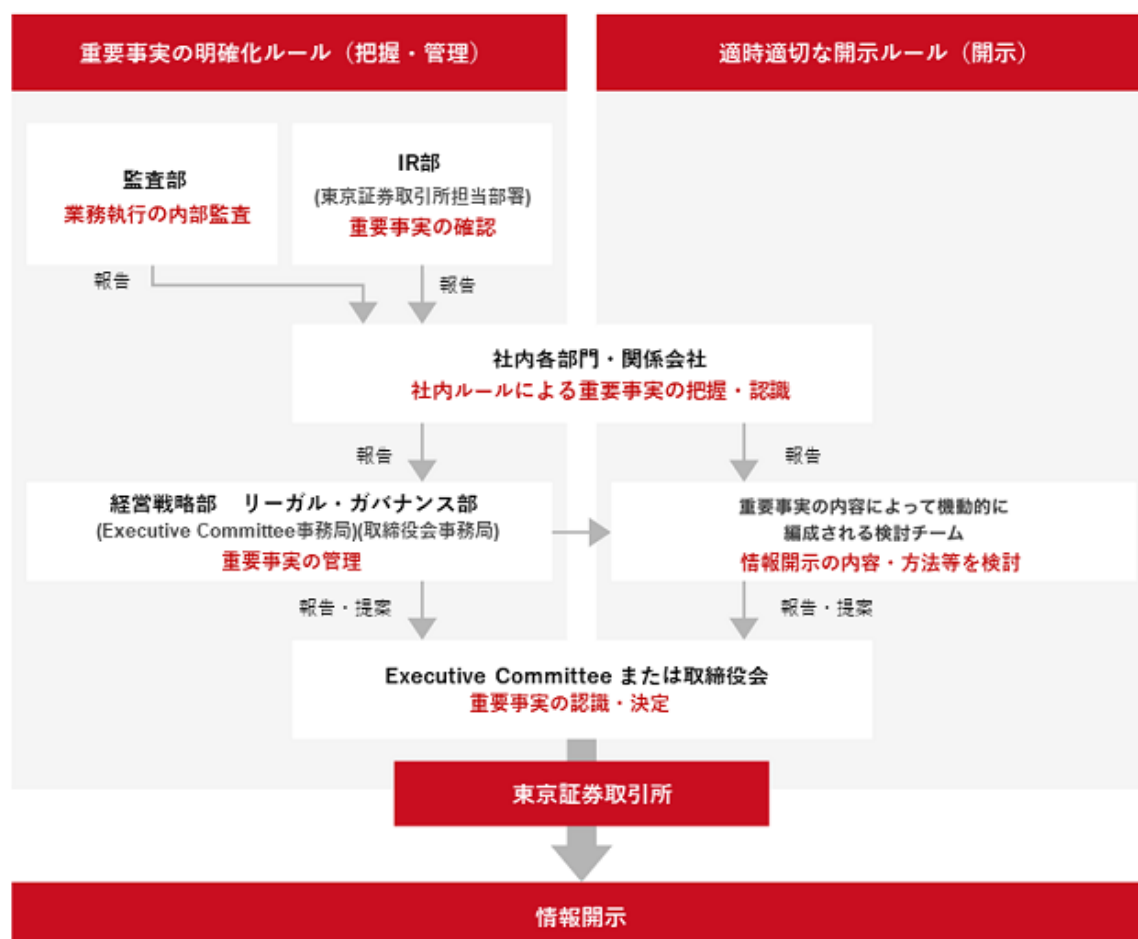 重要事実の明確化ルール（把握・管理）
適時適切な開示ルール（開示）
監査部
業務執行の内部監査
IR部
(東京証券取引所担当部署)
重要事実の確認
報告
報告
社内各部門・関係会社
社内ルールによる重要事実の把握・認識
報告
報告
経営戦略部　リーガル・ガバナンス部
(Executive Committee事務局)(取締役会事務局)
重要事実の管理
重要事実の内容によって機動的に
編成される検討チーム
情報開示の内容・方法等を検討
報告・提案
報告・提案
Executive Committee または取締役会
重要事実の認識・決定
東京証券取引所
情報開示